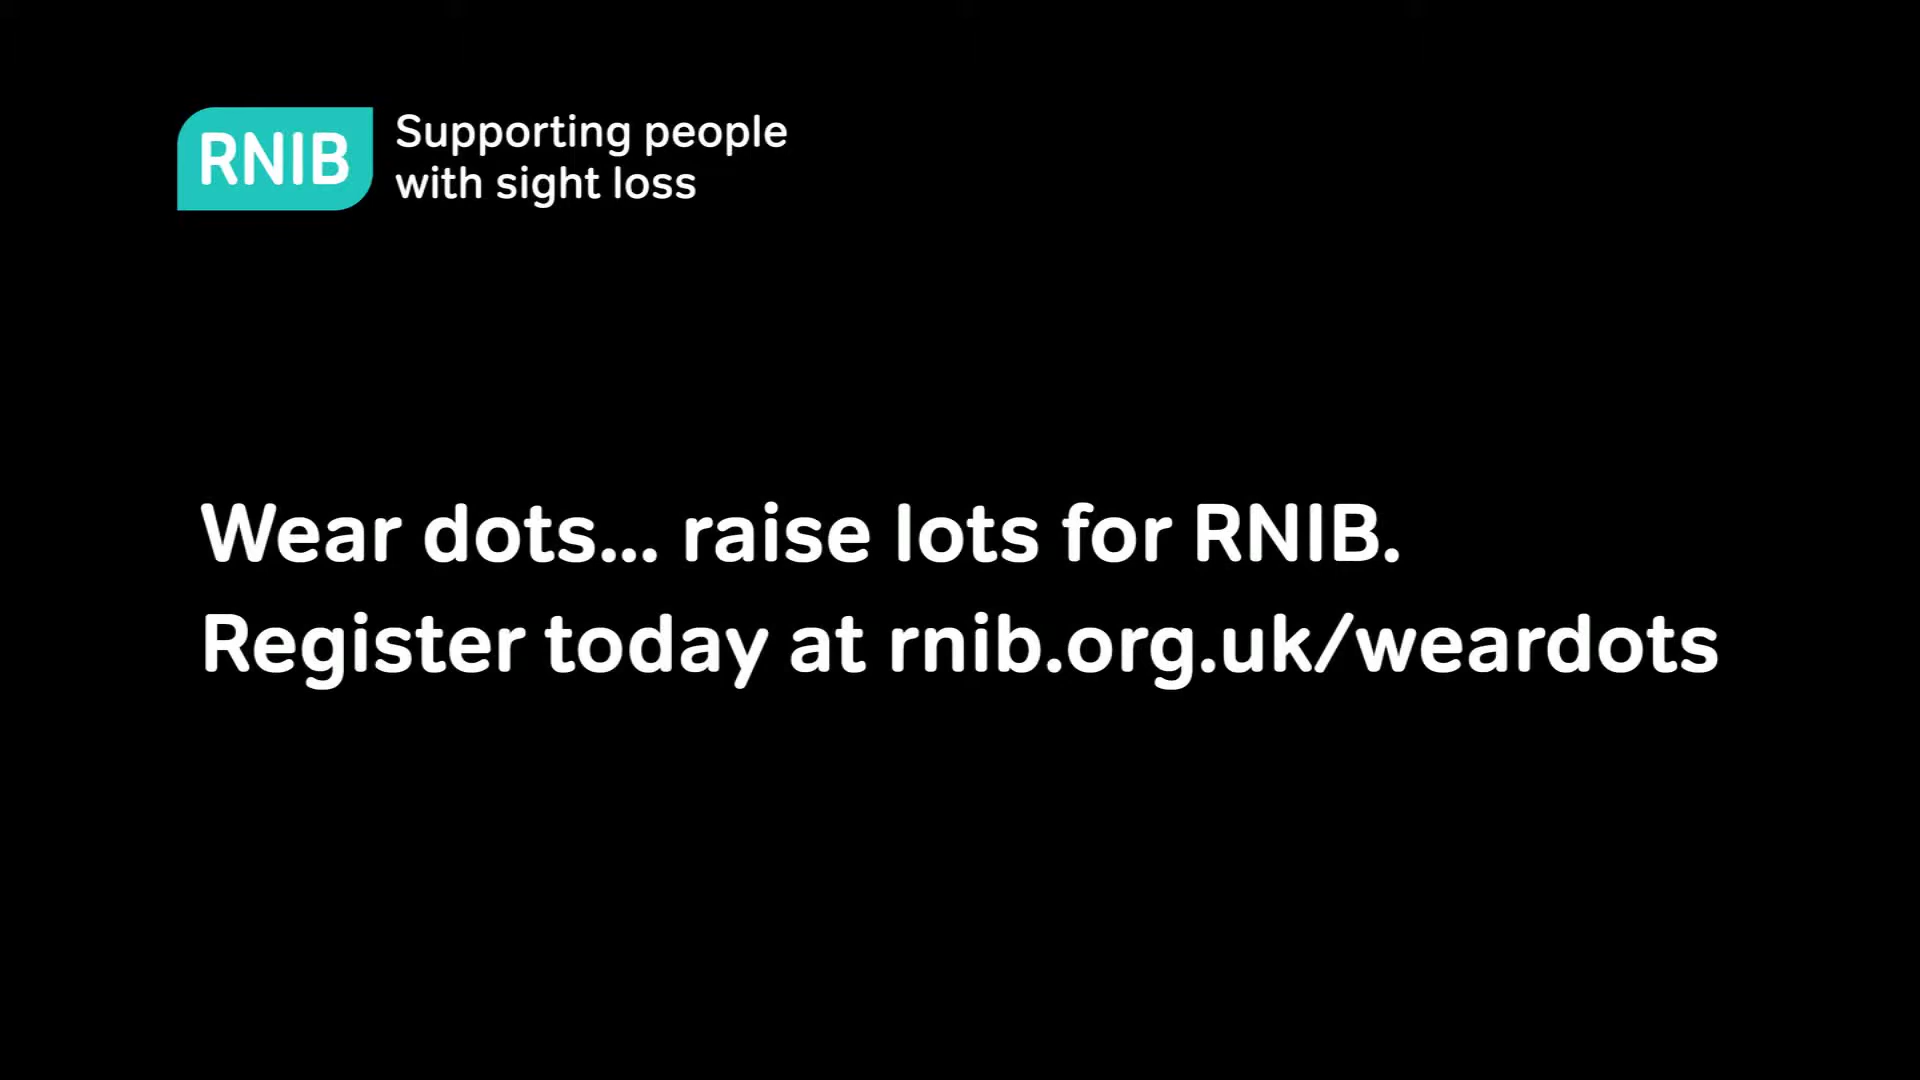 RNIB
Supporting people
with sight loss
Wear dots... raise lots for RNIB.
Register today at rnib.org.uk/weardots